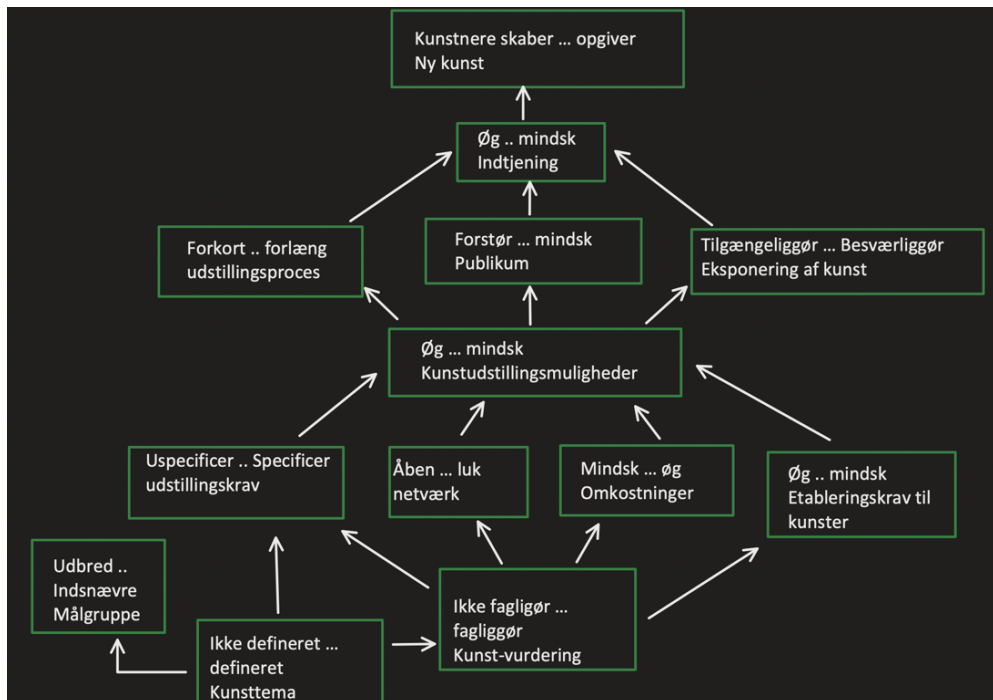 Kunstnere skaber … opgiver
Ny kunst
Øg .. mindsk
Indtjening
Forkort .. forlæng
udstillingsproces
Forstør … mindsk
Publikum
Tilgængeliggør … Besværliggør
Eksponering af kunst
Øg … mindsk
Kunstudstillingsmuligheder
Uspecificer .. Specificer
udstillingskrav
Åben … luk
netværk
Mindsk … øg
Omkostninger
Øg .. mindsk
Etableringskrav til
kunster
Udbred ..
Indsnævre
Målgruppe
Ikke defineret …
defineret
Kunsttema
Ikke fagligør …
fagliggør
Kunst-vurdering